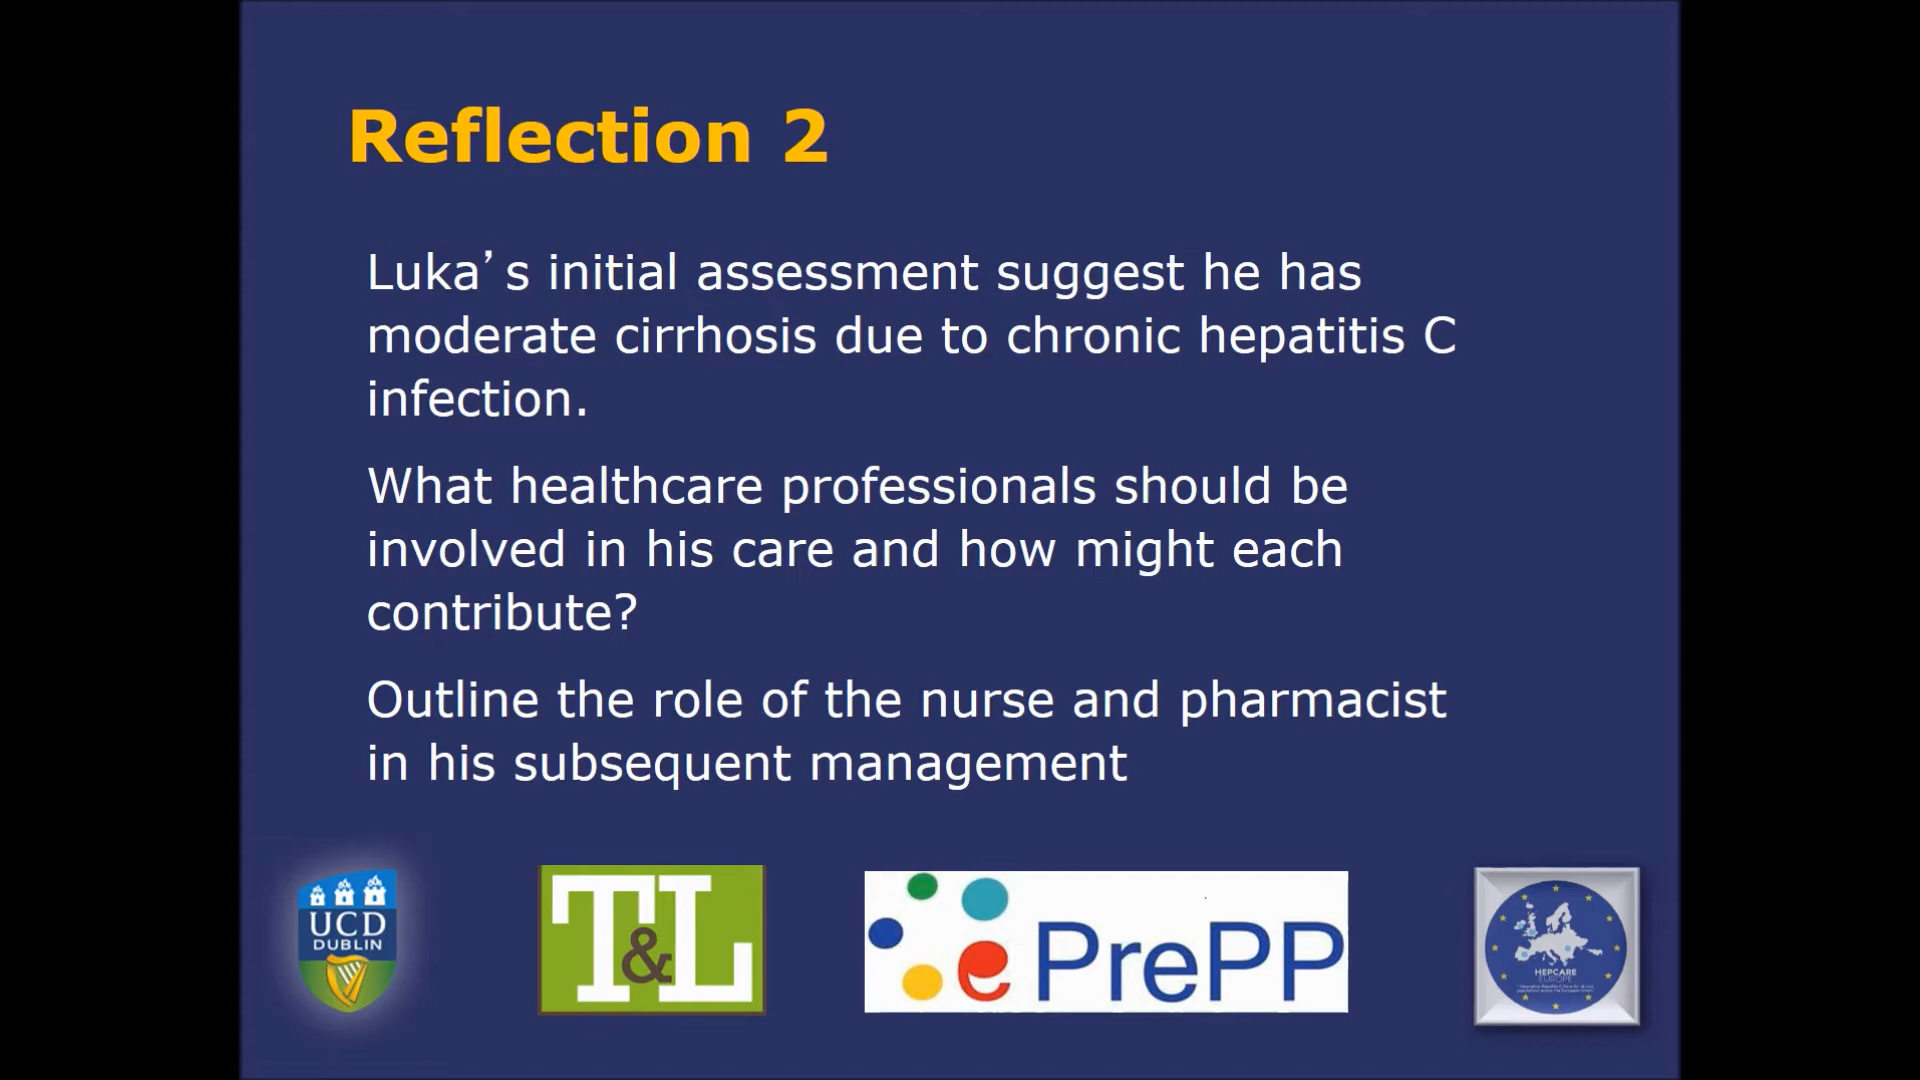 Reflection 2
Luka’s initial assessment suggest he has
moderate cirrhosis due to chronic hepatitis C
infection.
What healthcare professionals should be
involved in his care and how might each
contribute?
Outline the role of the nurse and pharmacist
in his subsequent management
UCD
DUBLIN
T&L
ePrePP
HEPCARE
EUROPE